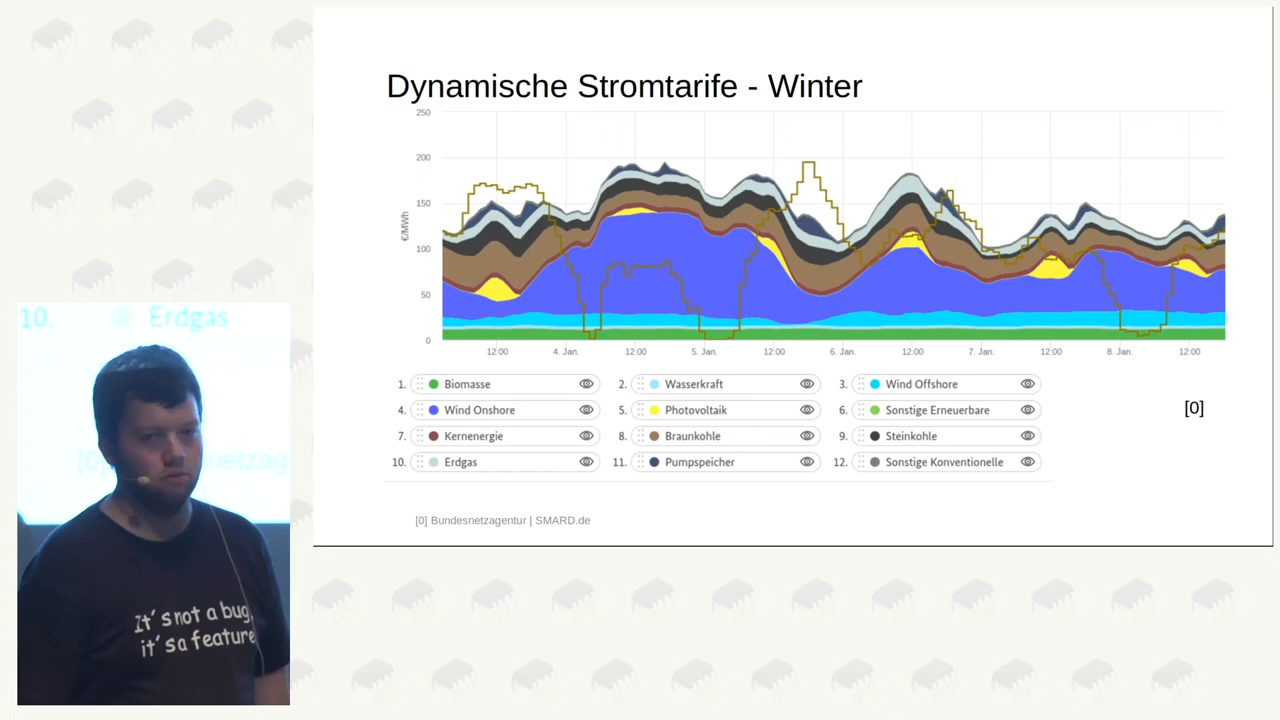 Dynamische Stromtarife - Winter
250
200
150
100
50
0
€/MWh
12:00 4. Jan. 12:00 5. Jan. 12:00 6. Jan. 12:00 7. Jan. 12:00 8. Jan. 12:00
1. Biomasse 2. Wasserkraft 3. Wind Offshore
4. Wind Onshore 5. Photovoltaik 6. Sonstige Erneuerbare
7. Kernenergie 8. Braunkohle 9. Steinkohle
10. Erdgas 11. Pumpspeicher 12. Sonstige Konventionelle
[0]
[0] Bundesnetzagentur | SMARD.de
10. Erdgas
[0] netzag
It's not a bug,
it's a feature